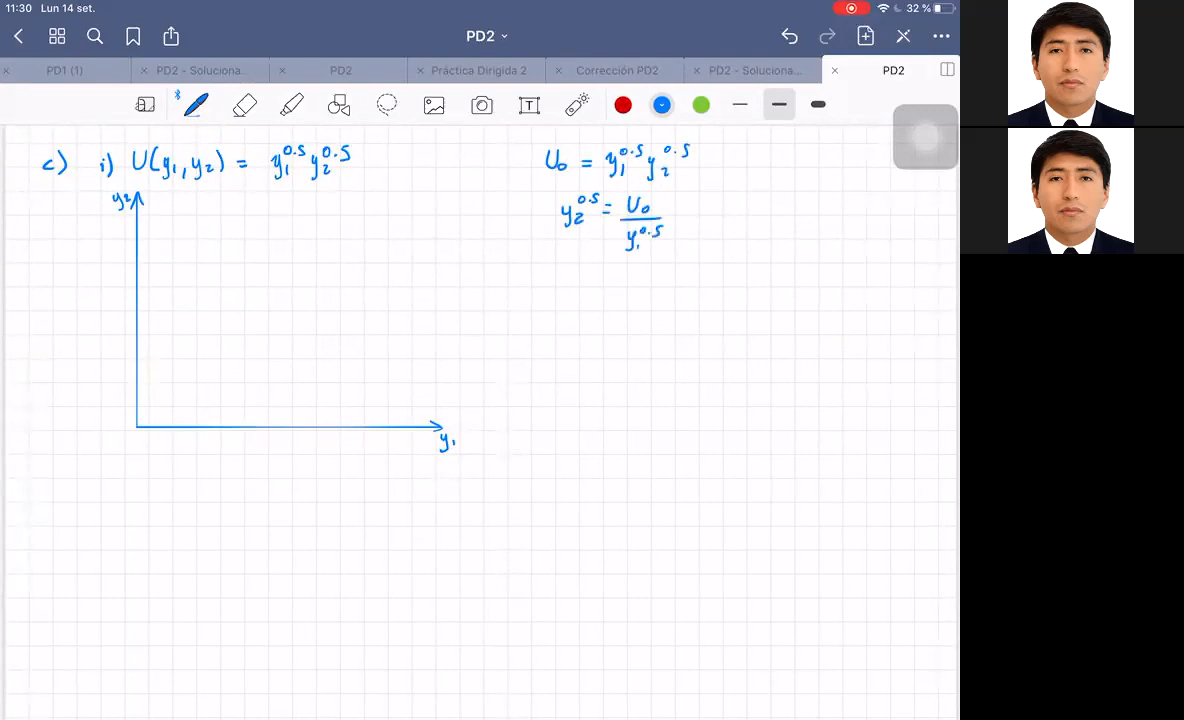 11:30 Lun 14 set. 32 %
PD2
PD1 (1) PD2 - Soluciona... PD2 Práctica Dirigida 2 Corrección PD2 PD2 - Soluciona... PD2
T
c) i) U(y₁,y₂) = y₁^0.5 y₂^0.5
y₂
y₁
U₀ = y₁^0.5 y₂^0.5
y₂^0.5 = U₀ / y₁^0.5